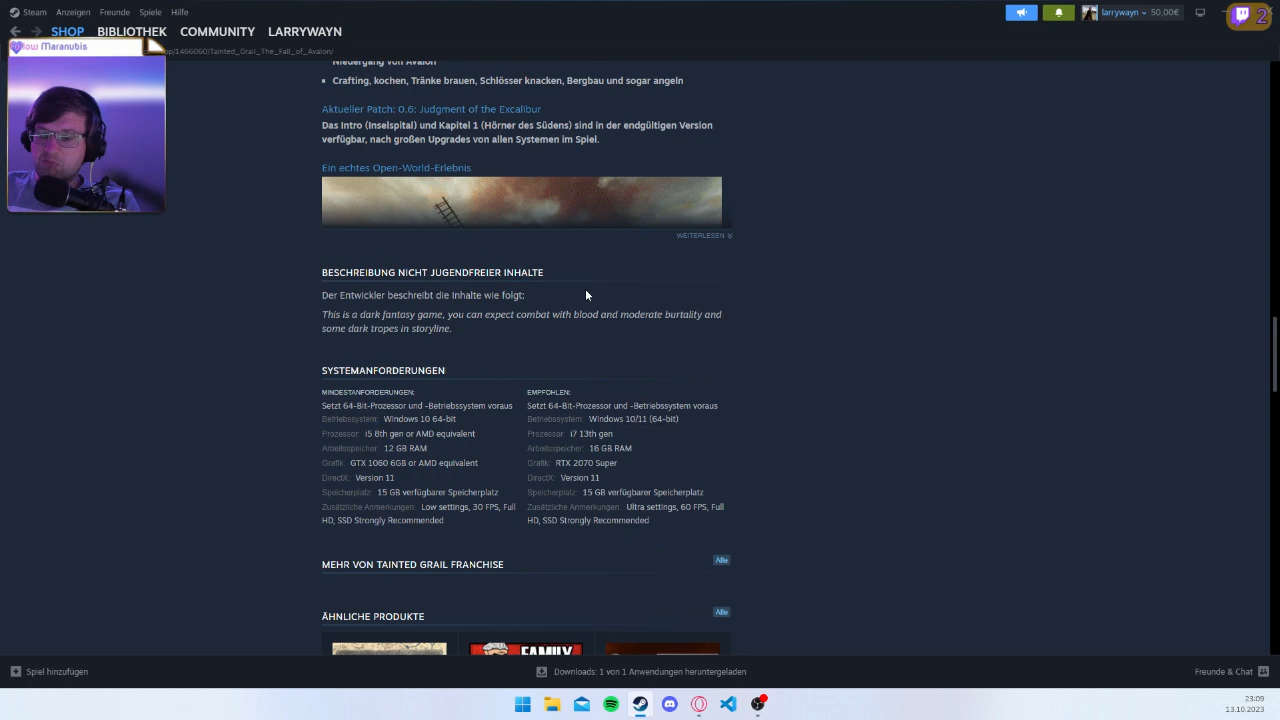 Steam Anzeigen Freunde Spiele Hilfe
larrywayn 50,00€
2
SHOP BIBLIOTHEK COMMUNITY LARRYWAYN
Maranubis
/1466060/Tainted_Grail_The_Fall_of_Avalon/
Niedergang von Avalon
Crafting, kochen, Tränke brauen, Schlösser knacken, Bergbau und sogar angeln
Aktueller Patch: 0.6: Judgment of the Excalibur
Das Intro (Inselspital) und Kapitel 1 (Hörner des Südens) sind in der endgültigen Version
verfügbar, nach großen Upgrades von allen Systemen im Spiel.
Ein echtes Open-World-Erlebnis
WEITERLESEN
BESCHREIBUNG NICHT JUGENDFREIER INHALTE
Der Entwickler beschreibt die Inhalte wie folgt:
This is a dark fantasy game, you can expect combat with blood and moderate burtality and
some dark tropes in storyline.
SYSTEMANFORDERUNGEN
MINDESTANFORDERUNGEN:
Setzt 64-Bit-Prozessor und -Betriebssystem voraus
Betriebssystem: Windows 10 64-bit
Prozessor: i5 8th gen or AMD equivalent
Arbeitsspeicher: 12 GB RAM
Grafik: GTX 1060 6GB or AMD equivalent
DirectX: Version 11
Speicherplatz: 15 GB verfügbarer Speicherplatz
Zusätzliche Anmerkungen: Low settings, 30 FPS, Full
HD, SSD Strongly Recommended
EMPFOHLEN:
Setzt 64-Bit-Prozessor und -Betriebssystem voraus
Betriebssystem: Windows 10/11 (64-bit)
Prozessor: i7 13th gen
Arbeitsspeicher: 16 GB RAM
Grafik: RTX 2070 Super
DirectX: Version 11
Speicherplatz: 15 GB verfügbarer Speicherplatz
Zusätzliche Anmerkungen: Ultra settings, 60 FPS, Full
HD, SSD Strongly Recommended
MEHR VON TAINTED GRAIL FRANCHISE
Alle
ÄHNLICHE PRODUKTE
Alle
FAMILY
Spiel hinzufügen
Downloads: 1 von 1 Anwendungen heruntergeladen
Freunde & Chat
23:09
13.10.2023